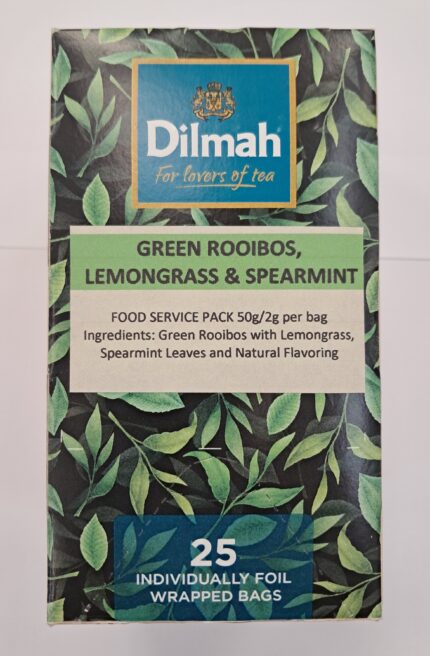 Dilmah
For lovers of tea
GREEN ROOIBOS,
LEMONGRASS & SPEARMINT
FOOD SERVICE PACK 50g/2g per bag
Ingredients: Green Rooibos with Lemongrass,
Spearmint Leaves and Natural Flavoring
25
INDIVIDUALLY FOIL
WRAPPED BAGS